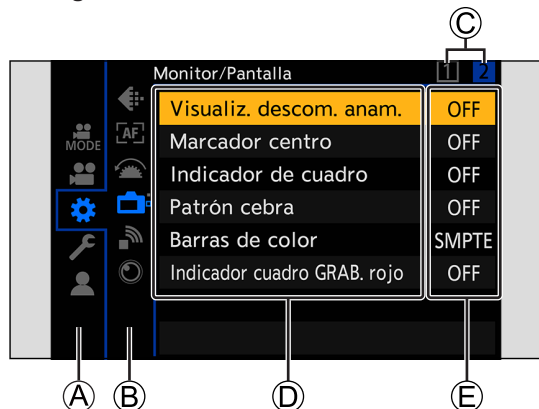 C
Monitor/Pantalla 1 2
Visualiz. descom. anam. OFF
AF
Marcador centro OFF
MODE
Indicador de cuadro OFF
Patrón cebra OFF
Barras de color SMPTE
Indicador cuadro GRAB. rojo OFF
A B D E